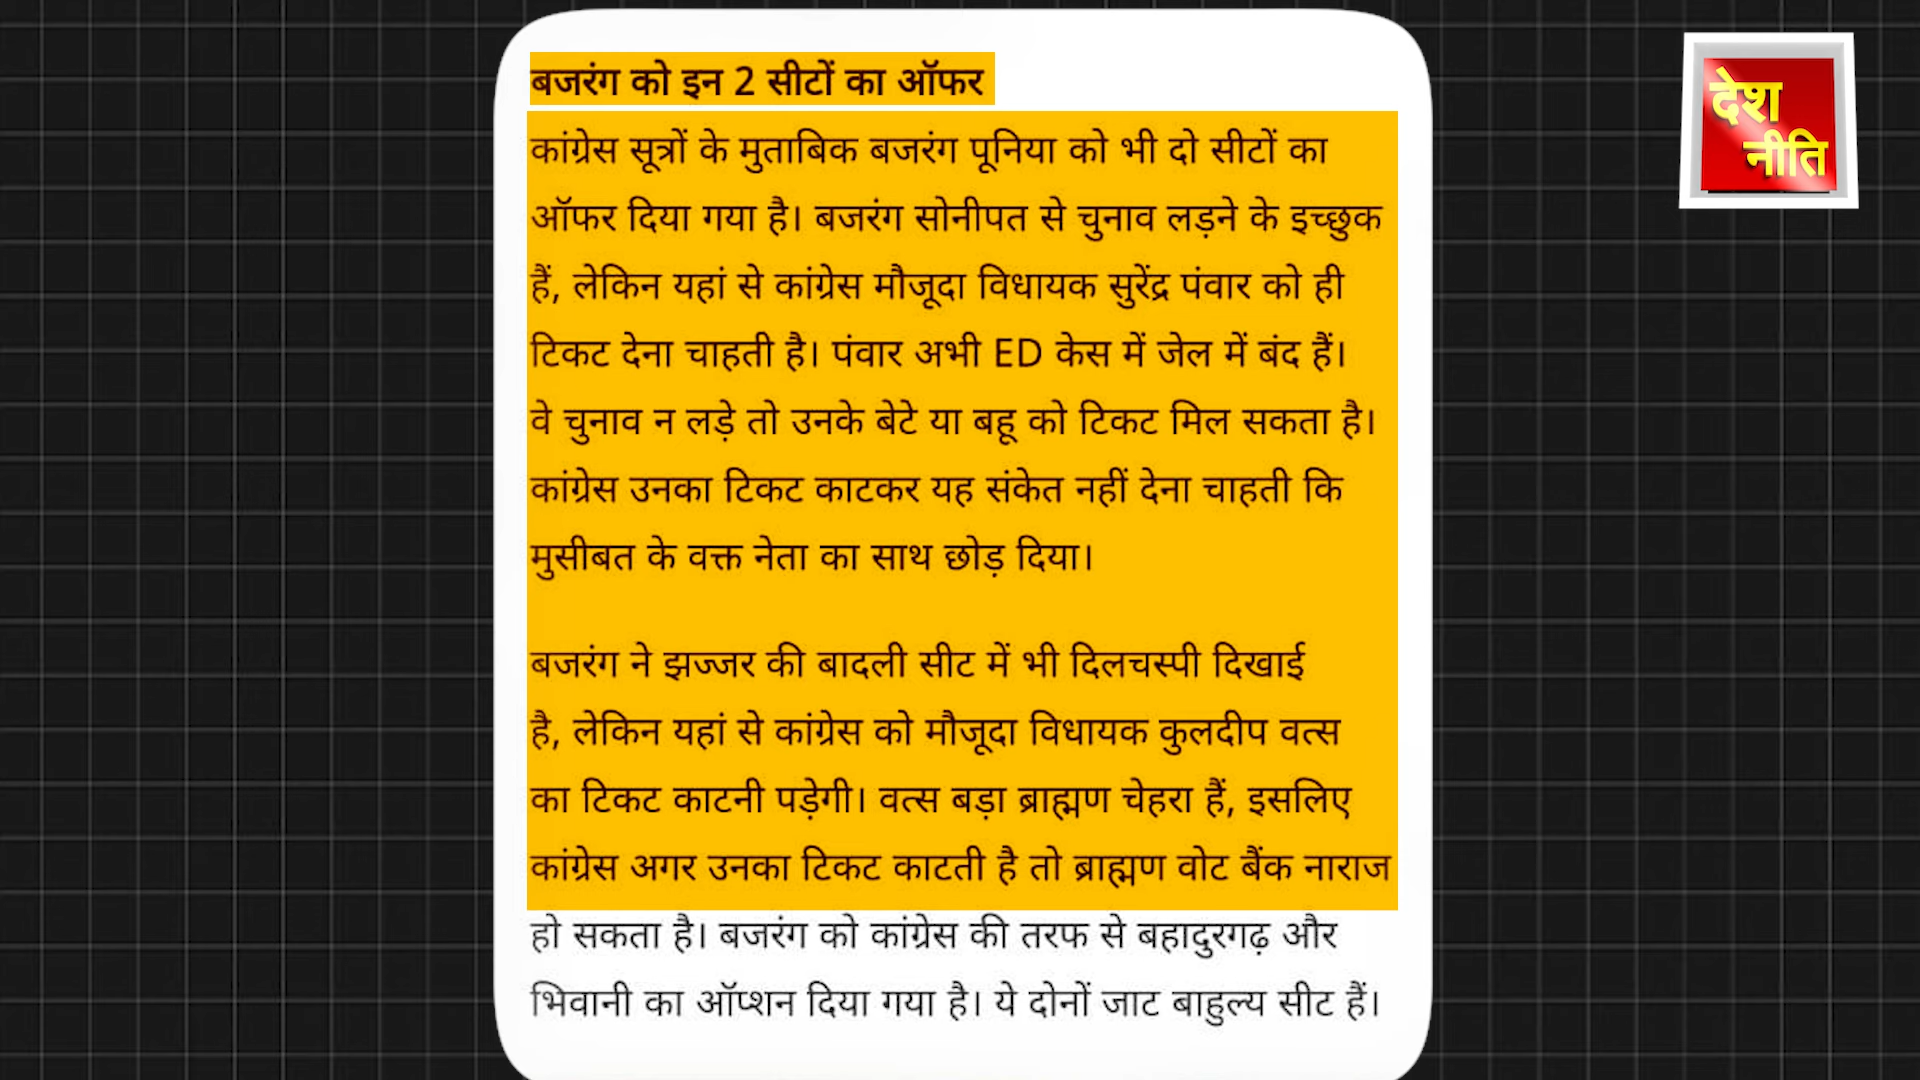 बजरंग को इन 2 सीटों का ऑफर
कांग्रेस सूत्रों के मुताबिक बजरंग पूनिया को भी दो सीटों का
ऑफर दिया गया है। बजरंग सोनीपत से चुनाव लड़ने के इच्छुक
हैं, लेकिन यहां से कांग्रेस मौजूदा विधायक सुरेंद्र पंवार को ही
टिकट देना चाहती है। पंवार अभी ED केस में जेल में बंद हैं।
वे चुनाव न लड़े तो उनके बेटे या बहू को टिकट मिल सकता है।
कांग्रेस उनका टिकट काटकर यह संकेत नहीं देना चाहती कि
मुसीबत के वक्त नेता का साथ छोड़ दिया।
बजरंग ने झज्जर की बादली सीट में भी दिलचस्पी दिखाई
है, लेकिन यहां से कांग्रेस को मौजूदा विधायक कुलदीप वत्स
का टिकट काटनी पड़ेगी। वत्स बड़ा ब्राह्मण चेहरा हैं, इसलिए
कांग्रेस अगर उनका टिकट काटती है तो ब्राह्मण वोट बैंक नाराज
हो सकता है। बजरंग को कांग्रेस की तरफ से बहादुरगढ़ और
भिवानी का ऑप्शन दिया गया है। ये दोनों जाट बाहुल्य सीट हैं।
देश
नीति